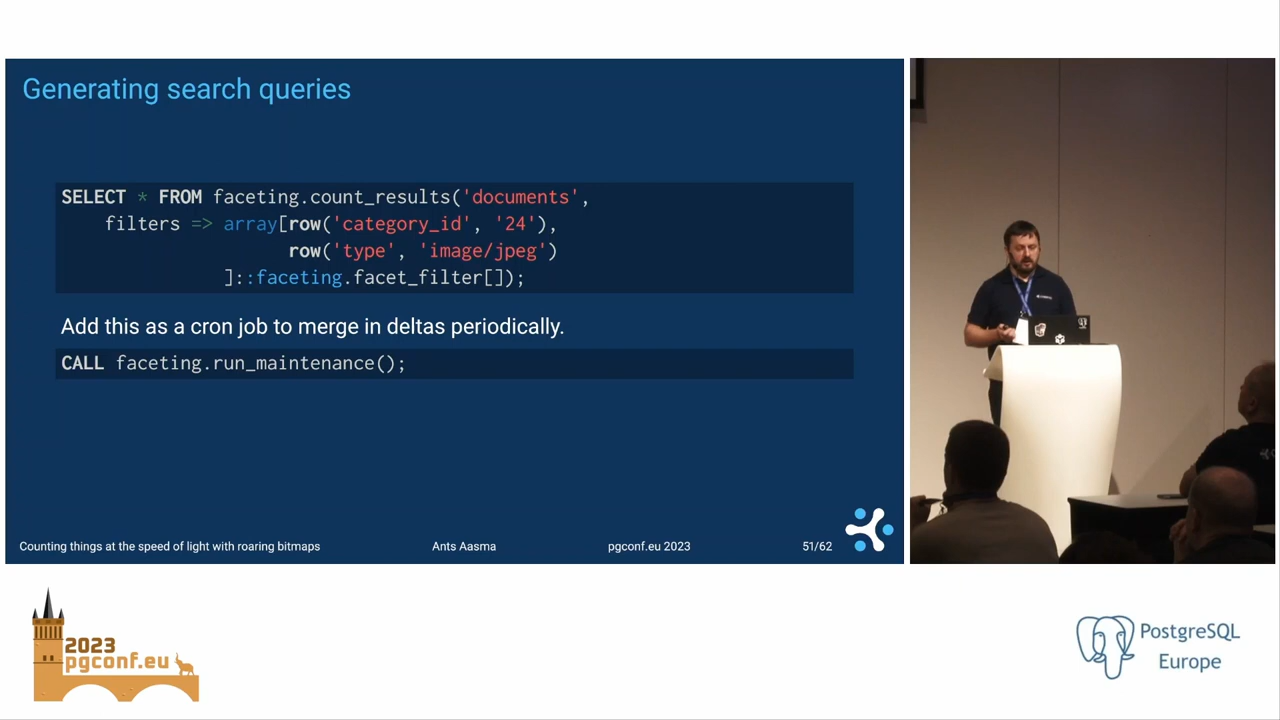 Generating search queries
SELECT * FROM faceting.count_results('documents',
filters => array[row('category_id', '24'),
row('type', 'image/jpeg')
]::faceting.facet_filter[]);
Add this as a cron job to merge in deltas periodically.
CALL faceting.run_maintenance();
Counting things at the speed of light with roaring bitmaps
Ants Aasma
pgconf.eu 2023
51/62
2023
pgconf.eu
PostgreSQL
Europe